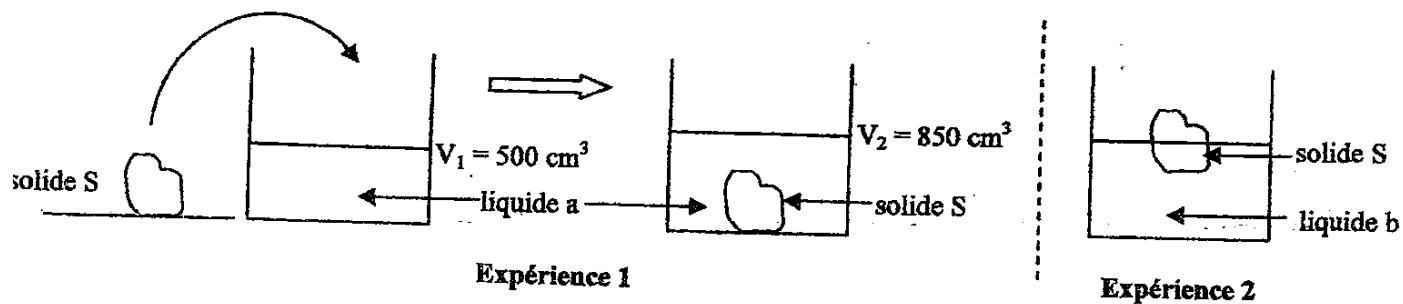 solide S
V₁ = 500 cm³
liquide a
V₂ = 850 cm³
solide S
Expérience 1
solide S
liquide b
Expérience 2